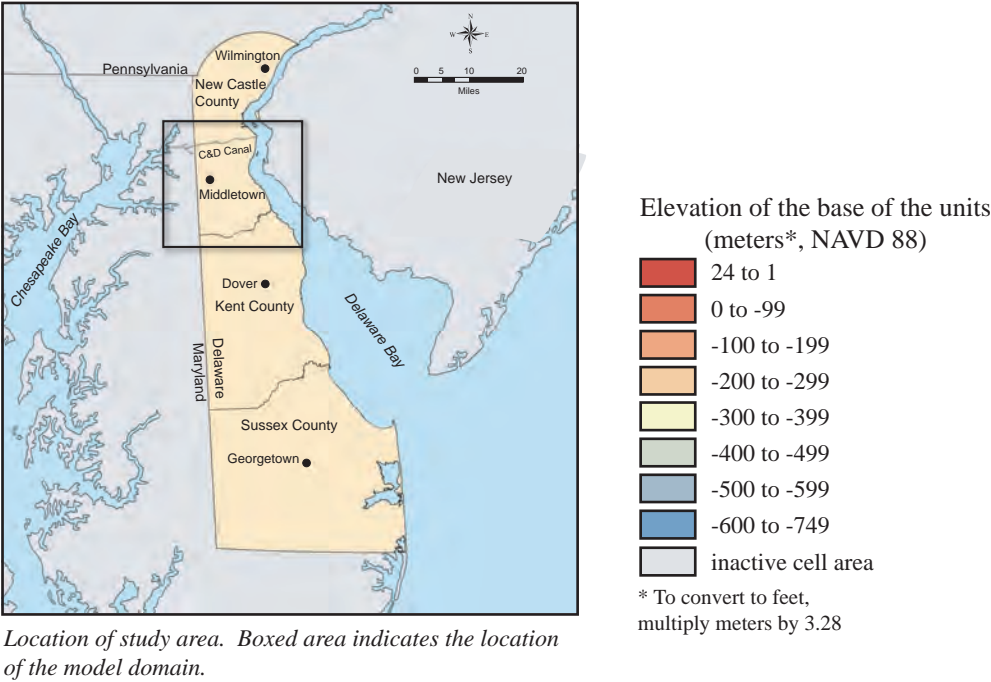 N
W E
S
0 5 10 20
Miles
Wilmington
Pennsylvania
New Castle
County
C&D Canal
Middletown
New Jersey
Chesapeake Bay
Dover
Kent County
Delaware Bay
Delaware
Maryland
Sussex County
Georgetown
Location of study area. Boxed area indicates the location
of the model domain.
Elevation of the base of the units
(meters*, NAVD 88)
24 to 1
0 to -99
-100 to -199
-200 to -299
-300 to -399
-400 to -499
-500 to -599
-600 to -749
inactive cell area
* To convert to feet,
multiply meters by 3.28